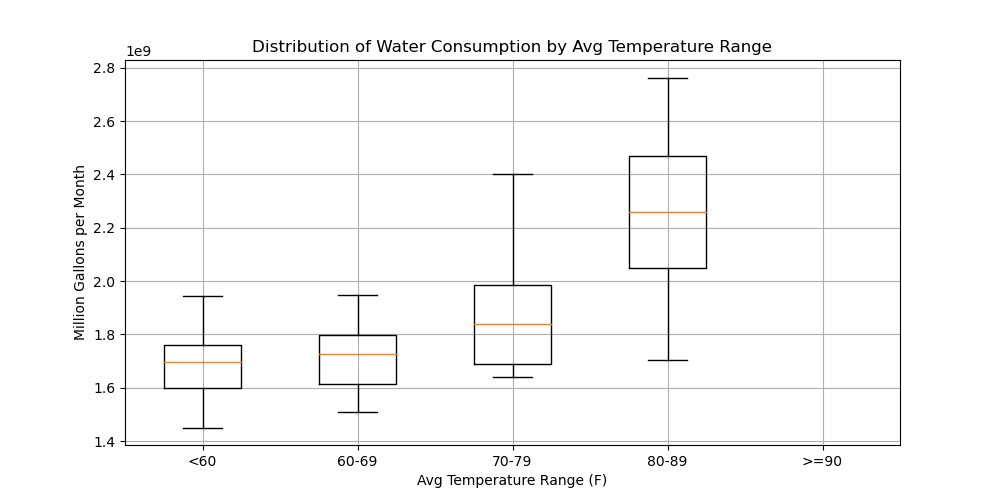 Distribution of Water Consumption by Avg Temperature Range
1e9
2.8
2.6
2.4
2.2
2.0
1.8
1.6
1.4
Million Gallons per Month
<60 60-69 70-79 80-89 >=90
Avg Temperature Range (F)